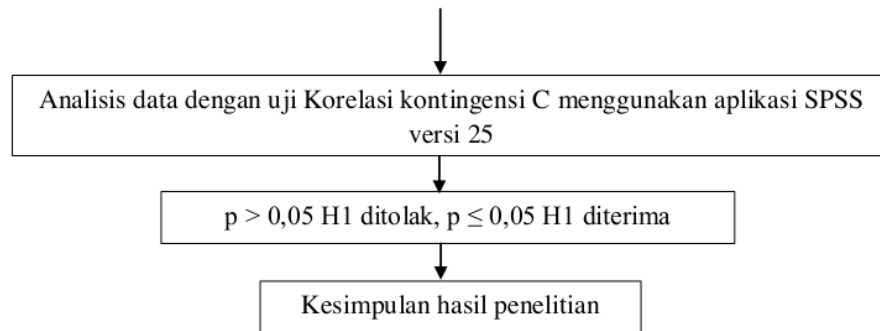 Analisis data dengan uji Korelasi kontingensi C menggunakan aplikasi SPSS
versi 25
p > 0,05 H1 ditolak, p ≤ 0,05 H1 diterima
Kesimpulan hasil penelitian